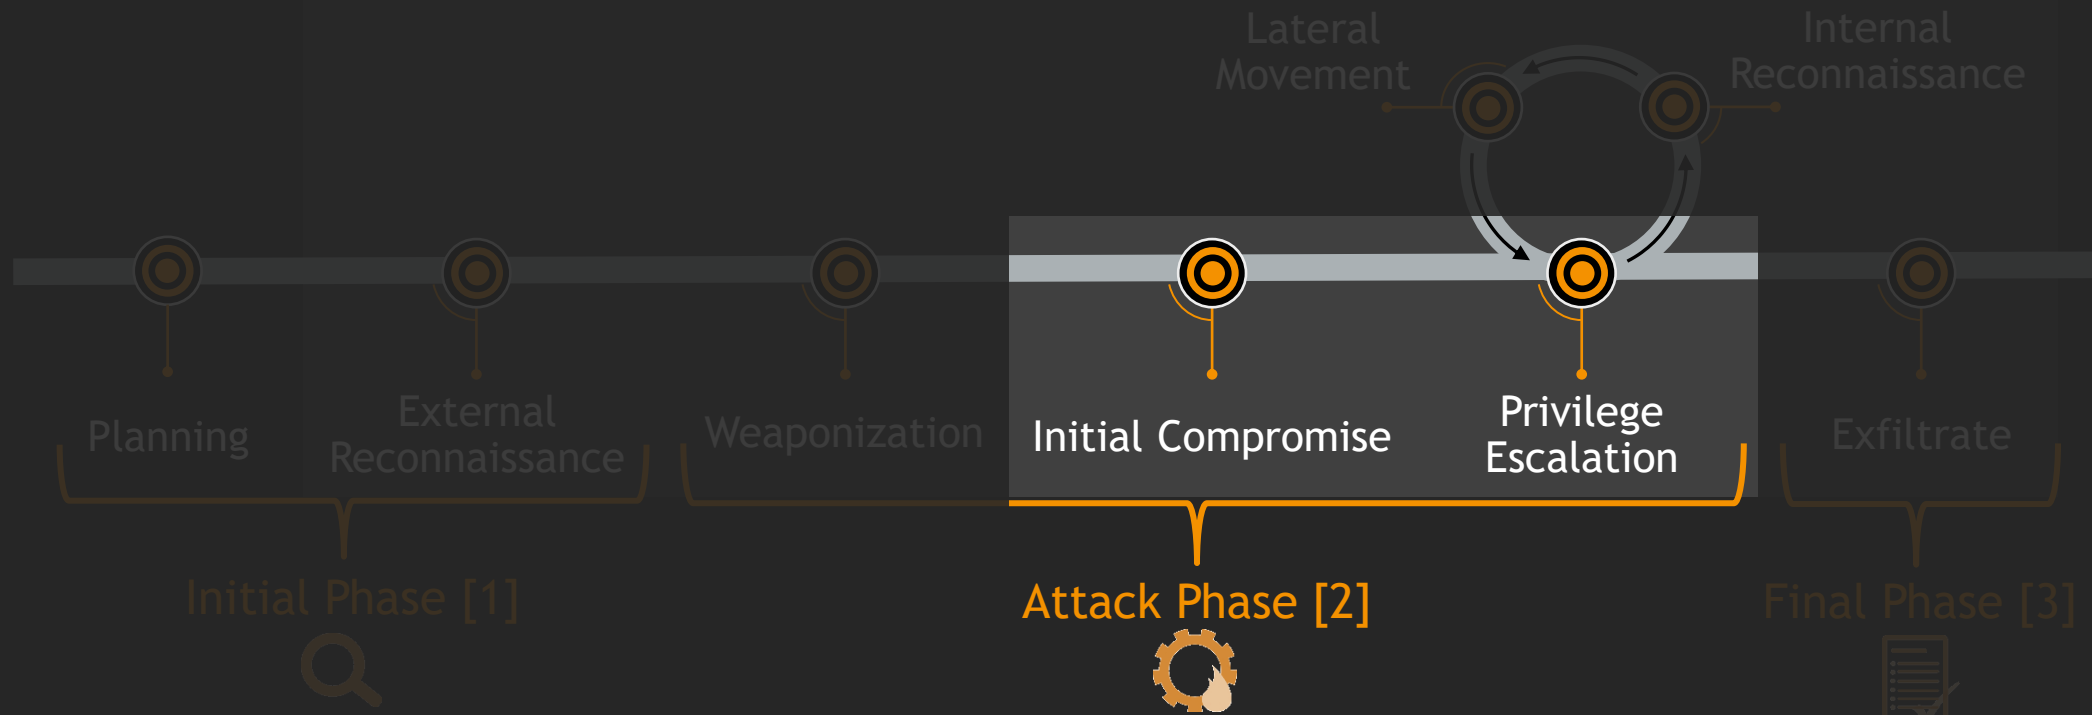 Lateral
Movement
Internal
Reconnaissance
Planning
External
Reconnaissance
Weaponization
Initial Compromise
Privilege
Escalation
Exfiltrate
Initial Phase [1]
Attack Phase [2]
Final Phase [3]